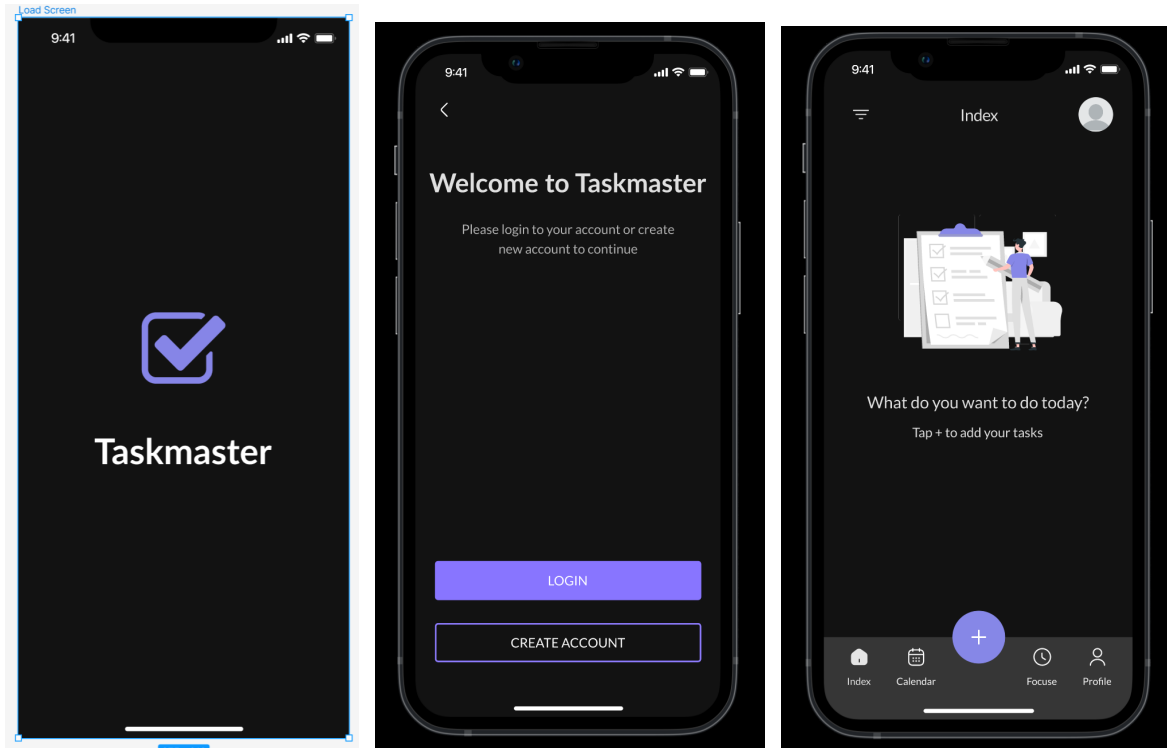 Load Screen
9:41
Taskmaster
9:41
Welcome to Taskmaster
Please login to your account or create
new account to continue
LOGIN
CREATE ACCOUNT
9:41
Index
What do you want to do today?
Tap + to add your tasks
+
Index Calendar Focuse Profile